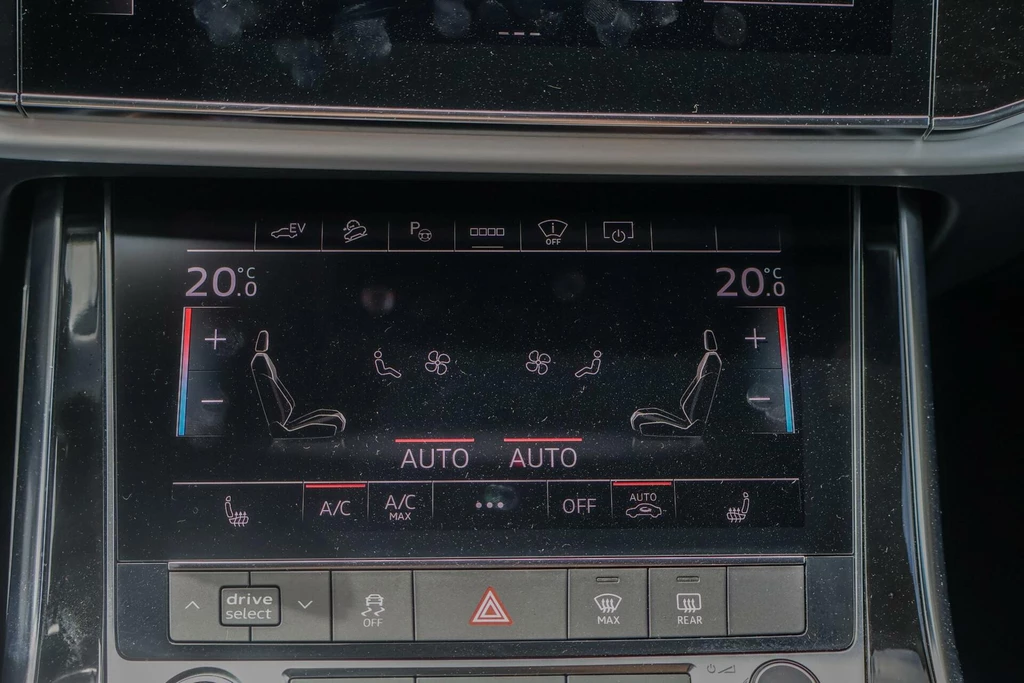 EV
P
OFF
20.0°C
20.0°C
AUTO
AUTO
A/C
A/C
MAX
OFF
AUTO
drive
select
OFF
MAX
REAR